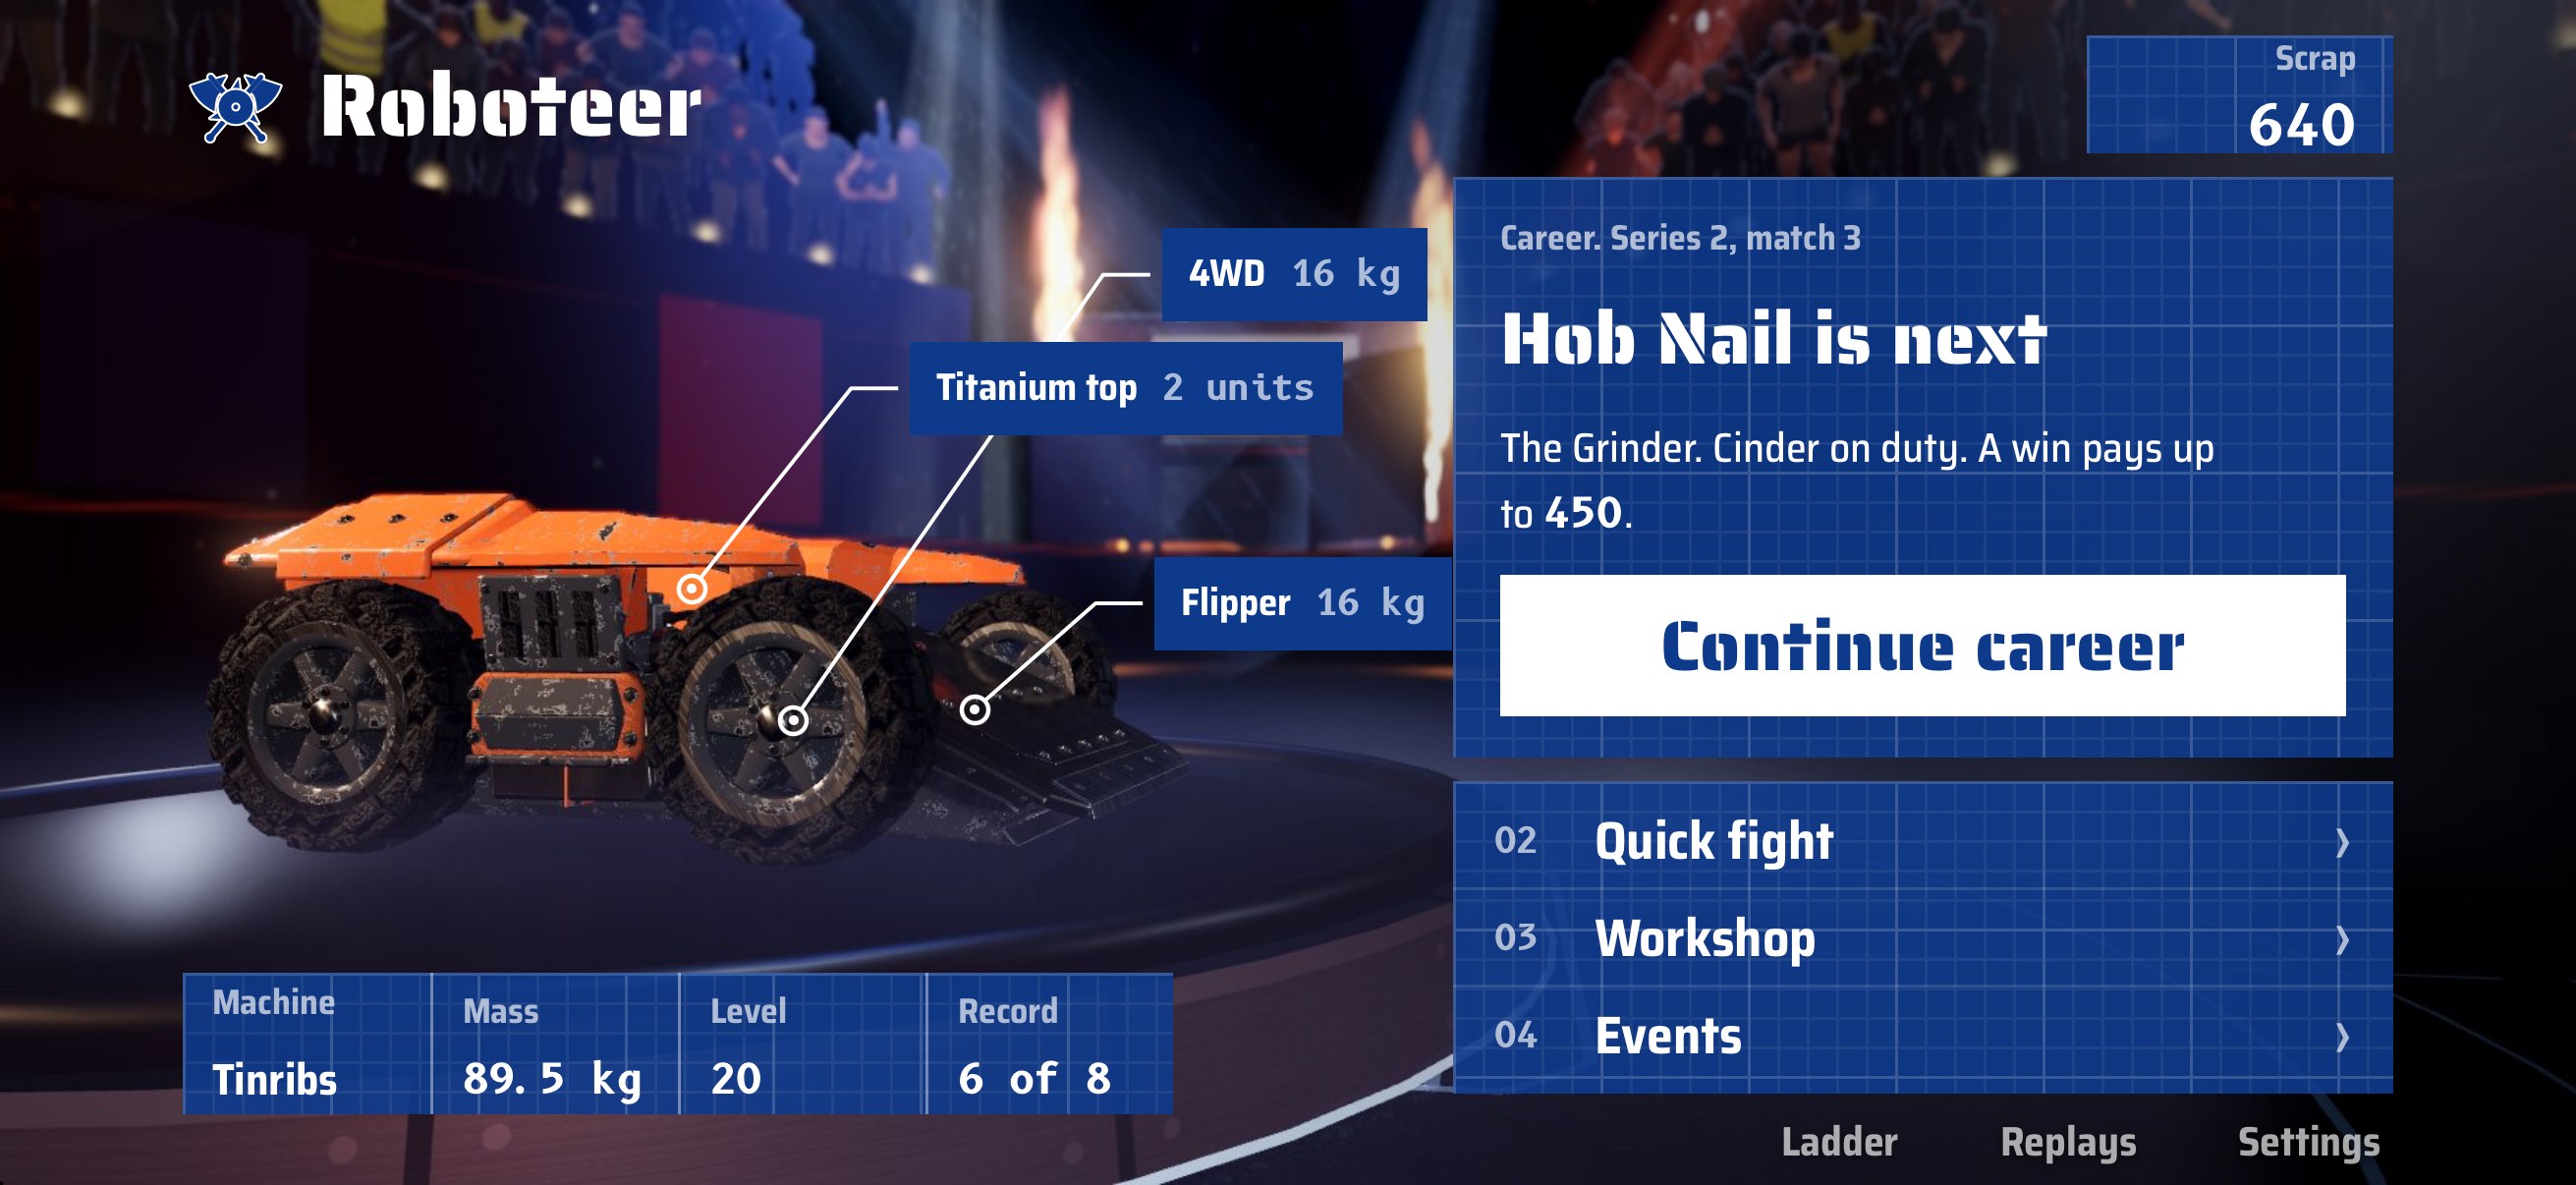 Roboteer
Scrap
640
4WD 16 kg
Titanium top 2 units
Flipper 16 kg
Career. Series 2, match 3
Hob Nail is next
The Grinder. Cinder on duty. A win pays up
to 450.
Continue career
02 Quick fight
03 Workshop
04 Events
Machine Mass Level Record
Tinribs 89.5 kg 20 6 of 8
Ladder Replays Settings